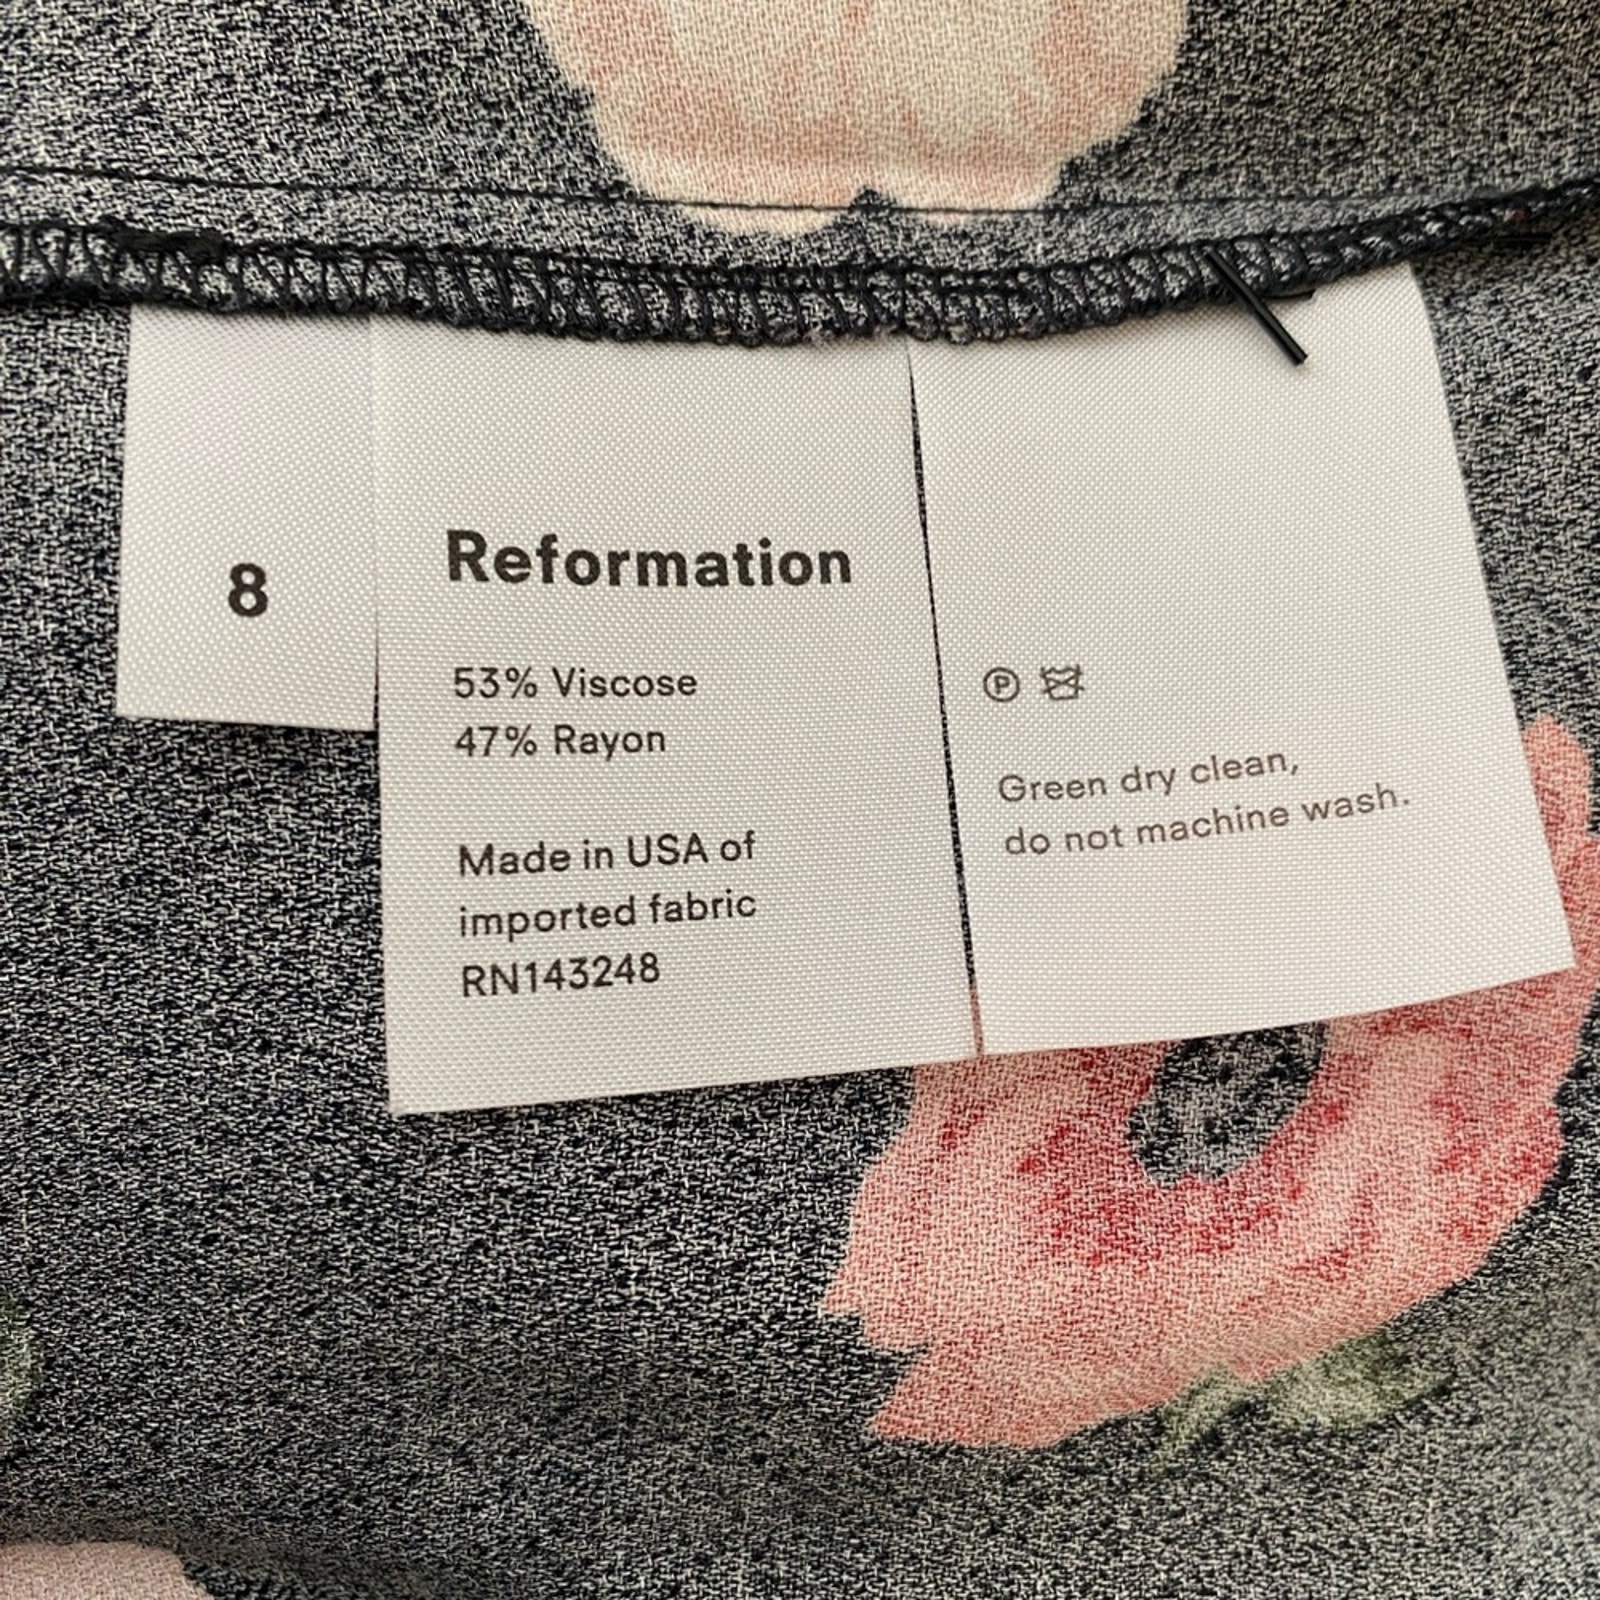 8
Reformation
53% Viscose
47% Rayon
Made in USA of
imported fabric
RN143248
P
Green dry clean,
do not machine wash.